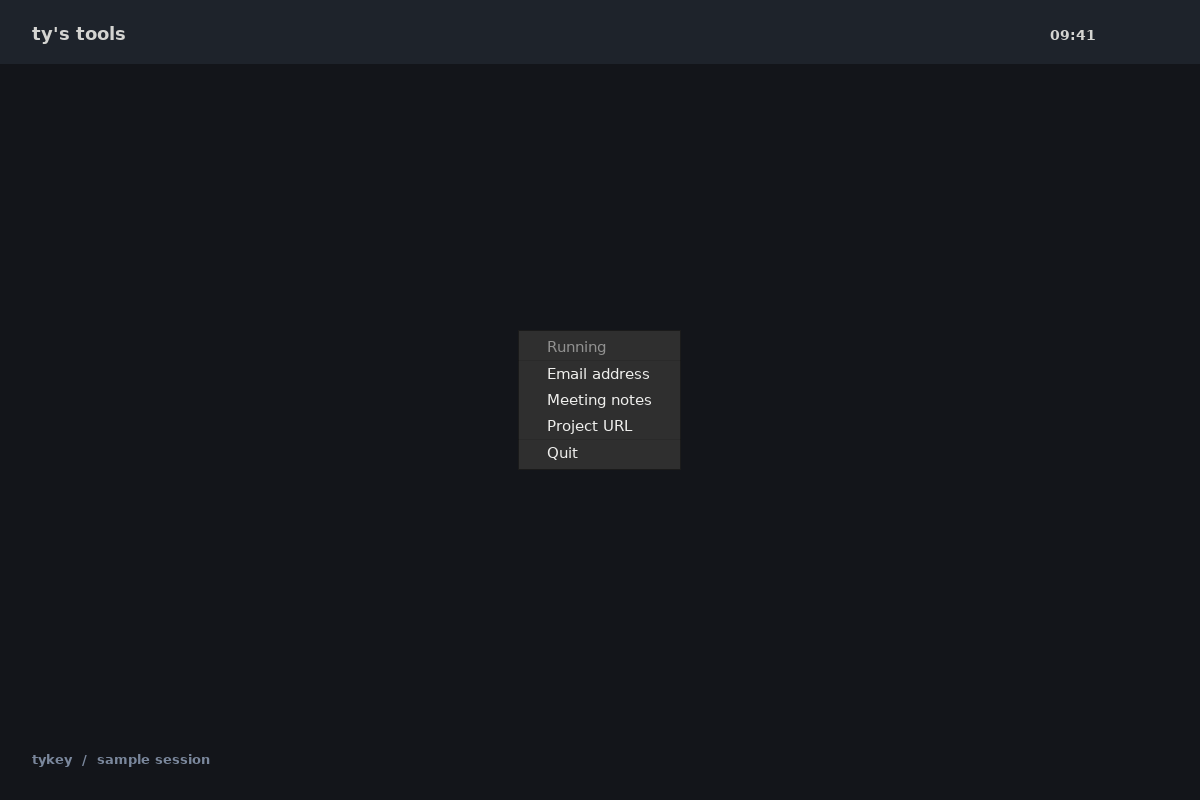 ty's tools
09:41
Running
Email address
Meeting notes
Project URL
Quit
tykey / sample session